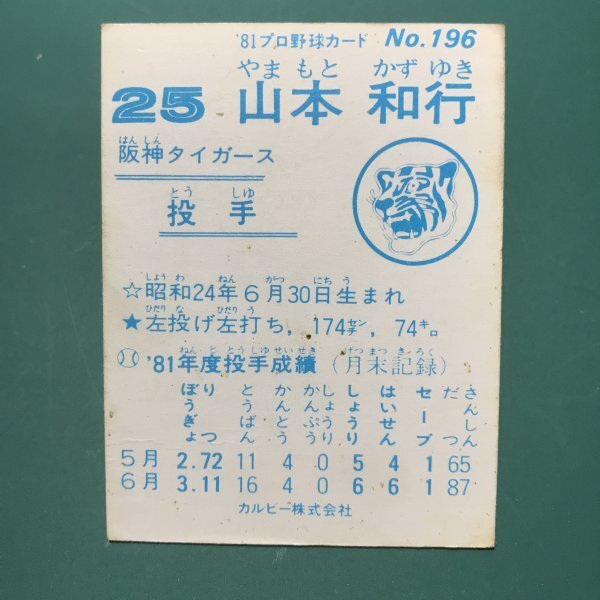 '81プロ野球カード No.196
やま もと かず ゆき
25 山本 和行
はん しん
阪神タイガース
とう しゅ
投手
しょう わ ねん がつ にち う
☆昭和24年6月30日生まれ
ひだり な ひだり う
★左投げ左打ち，174センチ，74キロ
ねん ど とう しゅ せい せき げつ まつ き ろく
'81年度投手成績（月末記録）
ぼうぎょりつ とうばん かんとう かんぷう しょうり はいせん セーブ だつさんしん
5月 2.72 11 4 0 5 4 1 65
6月 3.11 16 4 0 6 6 1 87
カルビー株式会社